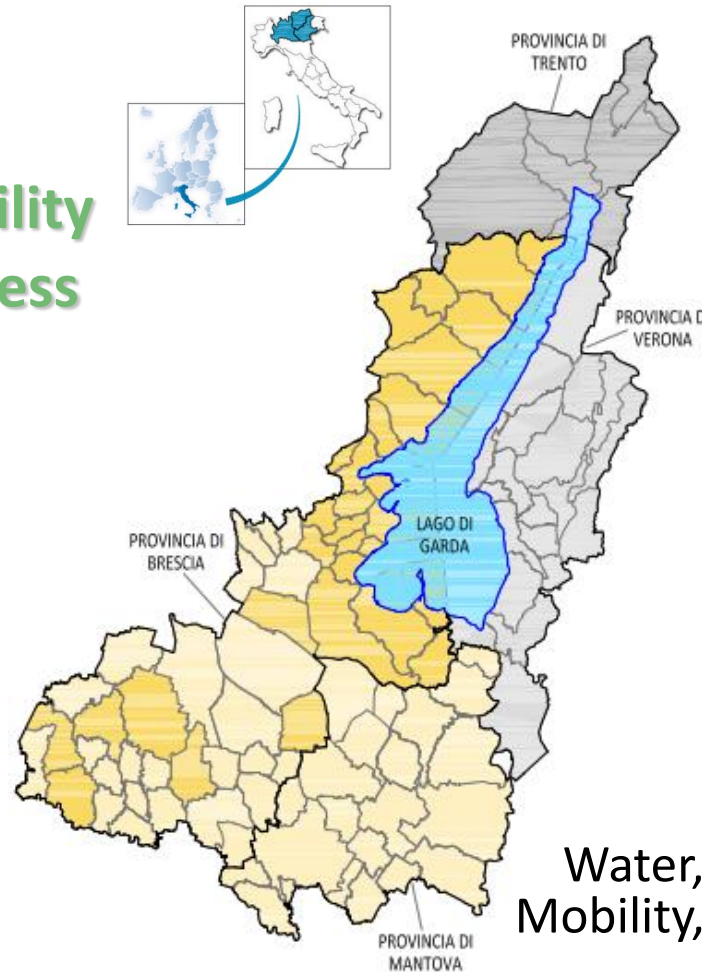 PROVINCIA DI
TRENTO
ility
ess
PROVINCIA D
VERONA
LAGO DI
GARDA
PROVINCIA DI
BRESCIA
Water,
Mobility,
PROVINCIA DI
MANTOVA